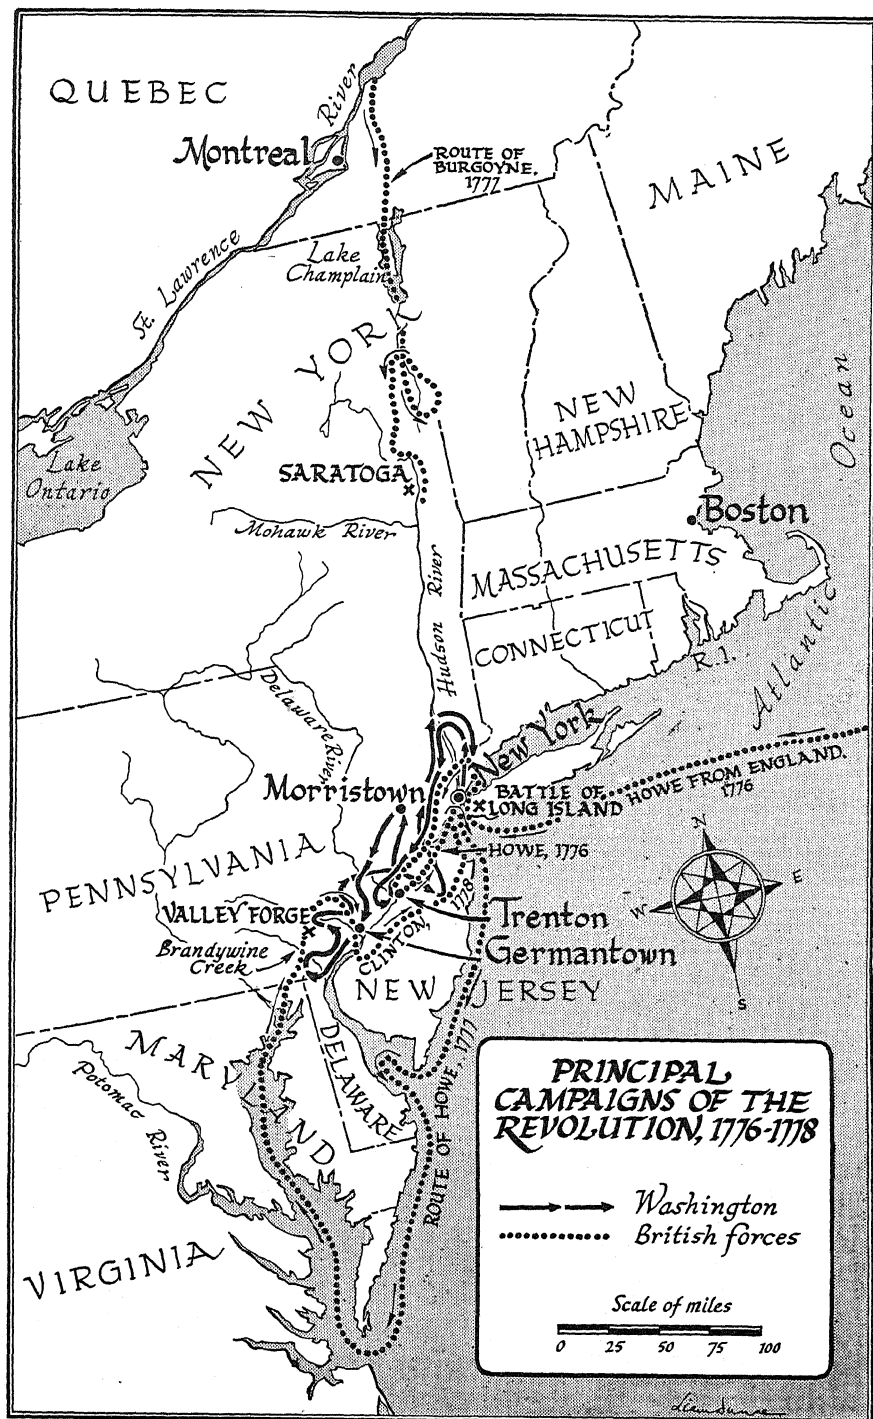 QUEBEC
River
Montreal
ROUTE OF
BURGOYNE,
1777
MAINE
St. Lawrence
Lake
Champlain
NEW YORK
NEW
HAMPSHIRE
Ocean
Lake
Ontario
SARATOGA
Mohawk River
Boston
MASSACHUSETTS
Hudson River
CONNECTICUT
R.I.
Atlantic
Delaware
River
New York
Morristown
BATTLE OF
LONG ISLAND
HOWE FROM ENGLAND,
1776
HOWE, 1776
N
E
W
S
PENNSYLVANIA
VALLEY FORGE
Brandywine
Creek
CLINTON, 1778
Trenton
Germantown
NEW JERSEY
MARYLAND
DELAWARE
Potomac
River
ROUTE OF HOWE, 1777
VIRGINIA
PRINCIPAL
CAMPAIGNS OF THE
REVOLUTION, 1776-1778
Washington
British forces
Scale of miles
0 25 50 75 100